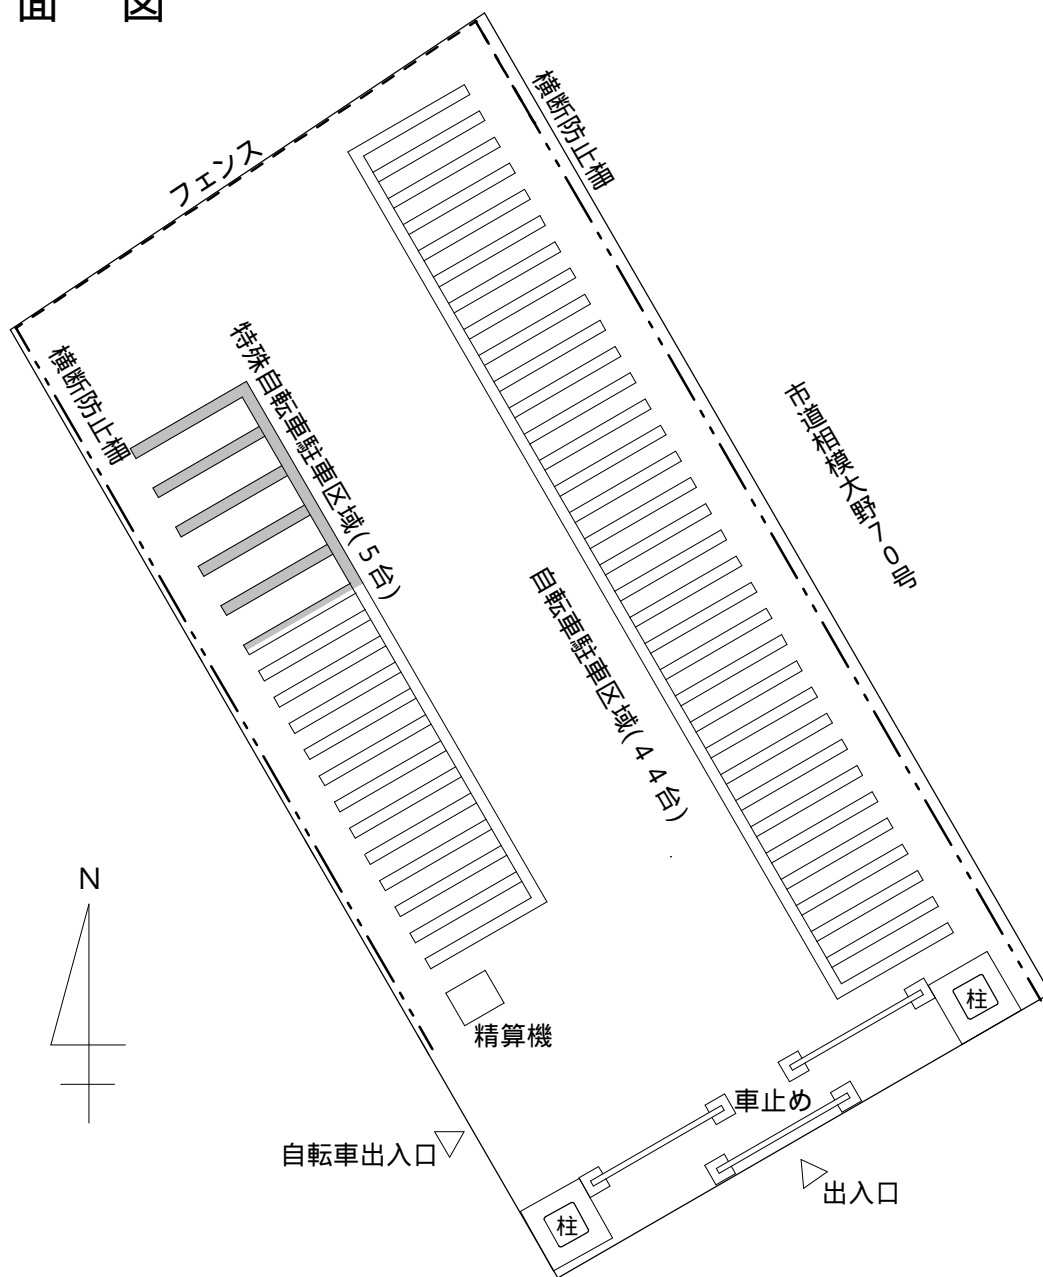 面　図
フェンス
横断防止柵
横断防止柵
特殊自転車駐車区域(5台)
市道相模大野70号
自転車駐車区域(44台)
N
精算機
柱
車止め
自転車出入口
出入口
柱